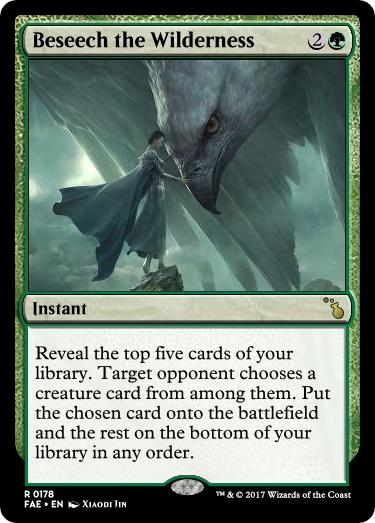 Beseech the Wilderness 2
Instant
Reveal the top five cards of your
library. Target opponent chooses a
creature card from among them. Put
the chosen card onto the battlefield
and the rest on the bottom of your
library in any order.
R 0178
FAE • EN Xiaodi Jin
™ & © 2017 Wizards of the Coast